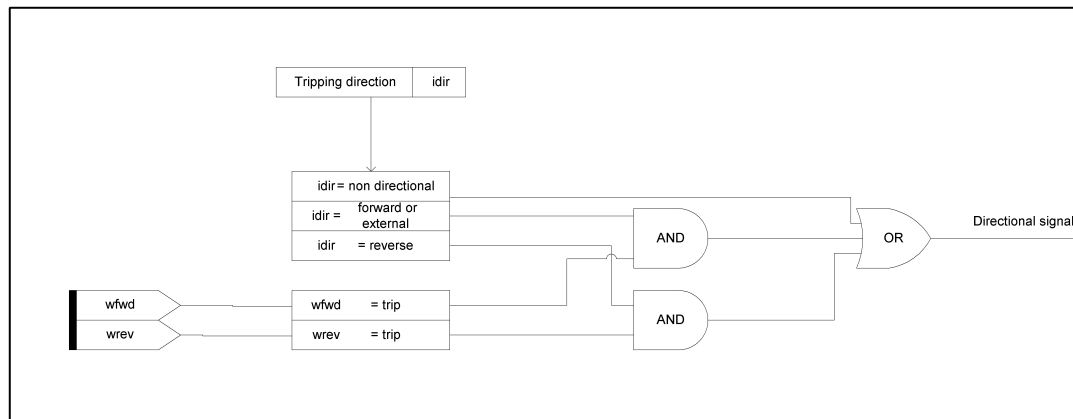 Tripping direction idir
idir = non directional
idir = forward or
external
idir = reverse
AND
OR
Directional signal
wfwd
wfwd = trip
wrev
wrev = trip
AND